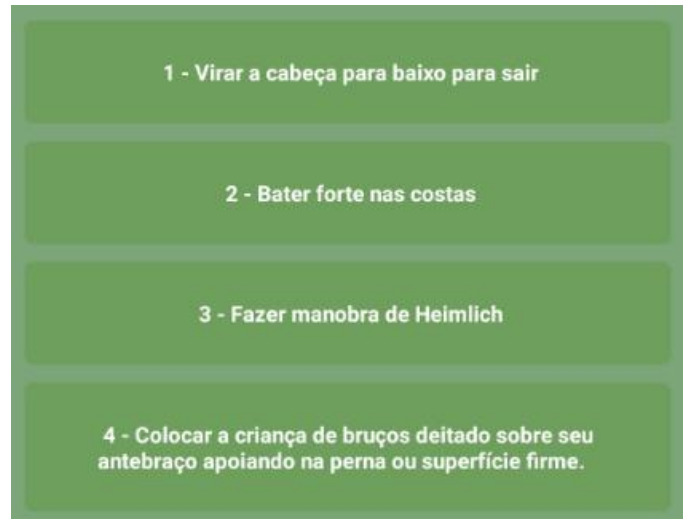 1 - Virar a cabeça para baixo para sair
2 - Bater forte nas costas
3 - Fazer manobra de Heimlich
4 - Colocar a criança de bruços deitado sobre seu
antebraço apoiando na perna ou superfície firme.